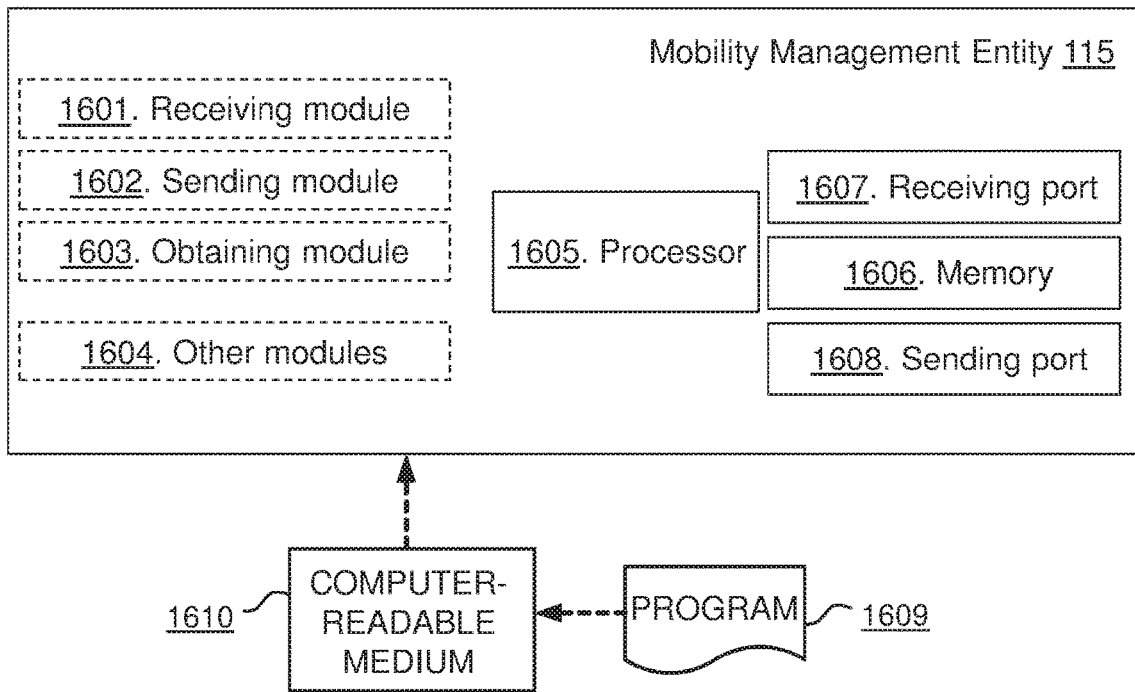 Mobility Management Entity 115
1601. Receiving module
1602. Sending module
1603. Obtaining module
1604. Other modules
1605. Processor
1607. Receiving port
1606. Memory
1608. Sending port
COMPUTER-
READABLE
MEDIUM
1610
PROGRAM
1609